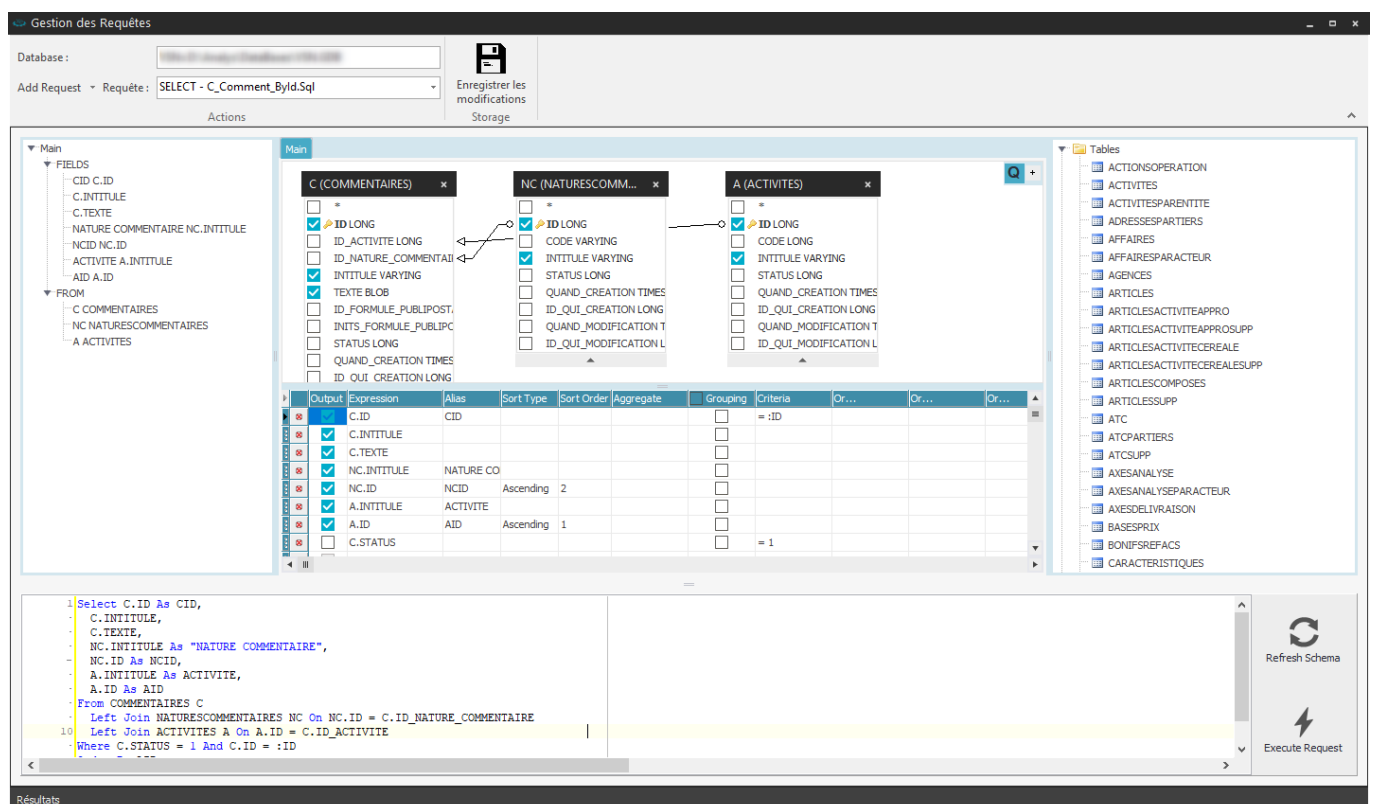 Gestion des Requêtes
Database :
Add Request Requête : SELECT - C_Comment_ById.Sql
Enregistrer les
modifications
Actions
Storage
Main
FIELDS
CID C.ID
C.INTITULE
C.TEXTE
NATURE COMMENTAIRE NC.INTITULE
NCID NC.ID
ACTIVITE A.INTITULE
AID A.ID
FROM
C COMMENTAIRES
NC NATURESCOMMENTAIRES
A ACTIVITES
Main
Q +
C (COMMENTAIRES)
*
ID LONG
ID_ACTIVITE LONG
ID_NATURE_COMMENTAI
INTITULE VARYING
TEXTE BLOB
ID_FORMULE_PUBLIPOST
INITS_FORMULE_PUBLIPO
STATUS LONG
QUAND_CREATION TIMES
ID_QUI_CREATION LONG
NC (NATURESCOMM...
*
ID LONG
CODE VARYING
INTITULE VARYING
STATUS LONG
QUAND_CREATION TIMES
ID_QUI_CREATION LONG
QUAND_MODIFICATION T
ID_QUI_MODIFICATION L
A (ACTIVITES)
*
ID LONG
CODE LONG
INTITULE VARYING
STATUS LONG
QUAND_CREATION TIMES
ID_QUI_CREATION LONG
QUAND_MODIFICATION T
ID_QUI_MODIFICATION L
Output Expression Alias Sort Type Sort Order Aggregate Grouping Criteria Or... Or... Or...
C.ID CID = :ID
C.INTITULE
C.TEXTE
NC.INTITULE NATURE CO
NC.ID NCID Ascending 2
A.INTITULE ACTIVITE
A.ID AID Ascending 1
C.STATUS = 1
Tables
ACTIONSOPERATION
ACTIVITES
ACTIVITESPARENTITE
ADRESSESPARTIERS
AFFAIRES
AFFAIRESPARACTEUR
AGENCES
ARTICLES
ARTICLESACTIVITEAPPRO
ARTICLESACTIVITEAPPROSUPP
ARTICLESACTIVITECEREALE
ARTICLESACTIVITECEREALESUPP
ARTICLESCOMPOSES
ARTICLESSUPP
ATC
ATCPARTIERS
ATCSUPP
AXESANALYSE
AXESANALYSEPARACTEUR
AXESDELIVRAISON
BASESPRIX
BONIFSREFACS
CARACTERISTIQUES
1 Select C.ID As CID,
C.INTITULE,
C.TEXTE,
NC.INTITULE As "NATURE COMMENTAIRE",
NC.ID As NCID,
A.INTITULE As ACTIVITE,
A.ID As AID
From COMMENTAIRES C
Left Join NATURESCOMMENTAIRES NC On NC.ID = C.ID_NATURE_COMMENTAIRE
10 Left Join ACTIVITES A On A.ID = C.ID_ACTIVITE
Where C.STATUS = 1 And C.ID = :ID
Refresh Schema
Execute Request
Résultats